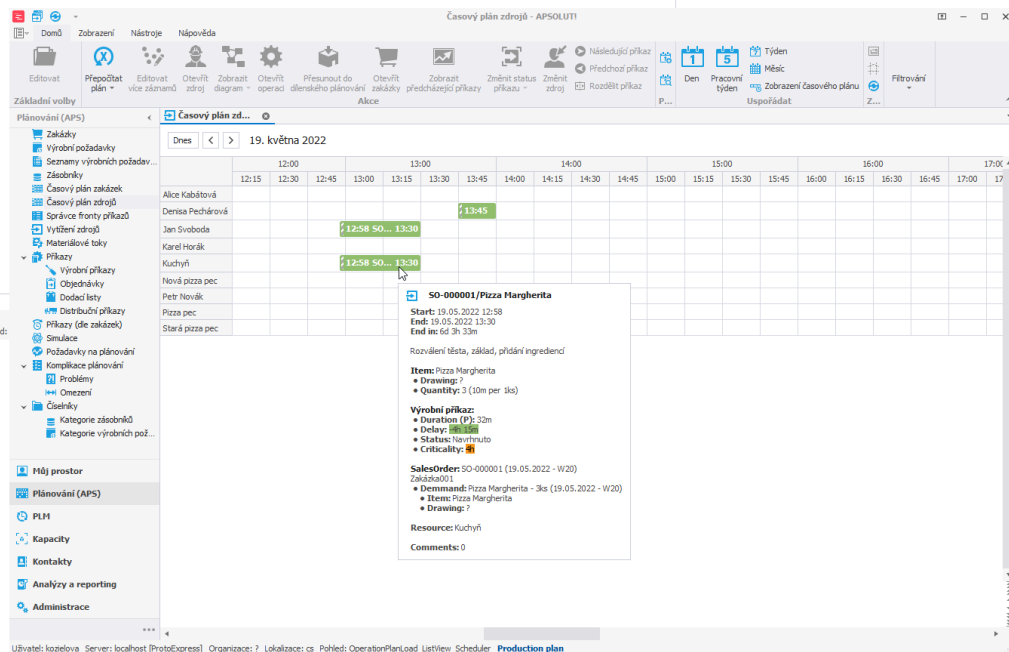 Časový plán zdrojů - APSOLUT!
Domů Zobrazení Nástroje Nápověda
Editovat
Přepočítat plán
Editovat více záznamů
Otevřít zdroj
Zobrazit diagram
Otevřít operaci
Přesunout do dílenského plánování
Otevřít zakázky
Zobrazit předcházející příkazy
Změnit status příkazu
Změnit zdroj
Následující příkaz
Předchozí příkaz
Rozdělit příkaz
1
Den
5
Pracovní týden
Týden
Měsíc
Zobrazení časového plánu
Filtrování
Základní volby Akce P... Uspořádat Z...
Plánování (APS)
Zakázky
Výrobní požadavky
Seznamy výrobních požadav...
Zásobníky
Časový plán zakázek
Časový plán zdrojů
Správce fronty příkazů
Vytížení zdrojů
Materiálové toky
Příkazy
Výrobní příkazy
Objednávky
Dodací listy
Distribuční příkazy
Příkazy (dle zakázek)
Simulace
Požadavky na plánování
Komplikace plánování
Problémy
Omezení
Číselníky
Kategorie zásobníků
Kategorie výrobních pož...
Můj prostor
Plánování (APS)
PLM
Kapacity
Kontakty
Analýzy a reporting
Administrace
d:
Časový plán zd...
Dnes 19. května 2022
12:00 13:00 14:00 15:00 16:00 17:00
12:15 12:30 12:45 13:00 13:15 13:30 13:45 14:00 14:15 14:30 14:45 15:00 15:15 15:30 15:45 16:00 16:15 16:30 16:45 17:00 17
Alice Kabátová
Denisa Pechárová 13:45
Jan Svoboda 12:58 SO... 13:30
Karel Horák
Kuchyň 12:58 SO... 13:30
Nová pizza pec
Petr Novák
Pizza pec
Stará pizza pec
SO-000001/Pizza Margherita
Start: 19.05.2022 12:58
End: 19.05.2022 13:30
End in: 6d 3h 33m
Rozválení těsta, základ, přidání ingrediencí
Item: Pizza Margherita
• Drawing: ?
• Quantity: 3 (10m per 1ks)
Výrobní příkaz:
• Duration (P): 32m
• Delay: -4h 15m
• Status: Navrhnuto
• Criticality: 4h
SalesOrder: SO-000001 (19.05.2022 - W20)
Zakázka001
• Demmand: Pizza Margherita - 3ks (19.05.2022 - W20)
• Item: Pizza Margherita
• Drawing: ?
Resource: Kuchyň
Comments: 0
Uživatel: kozielova Server: localhost [ProtoExpress] Organizace: ? Lokalizace: cs Pohled: OperationPlanLoad_ListView_Scheduler Production plan